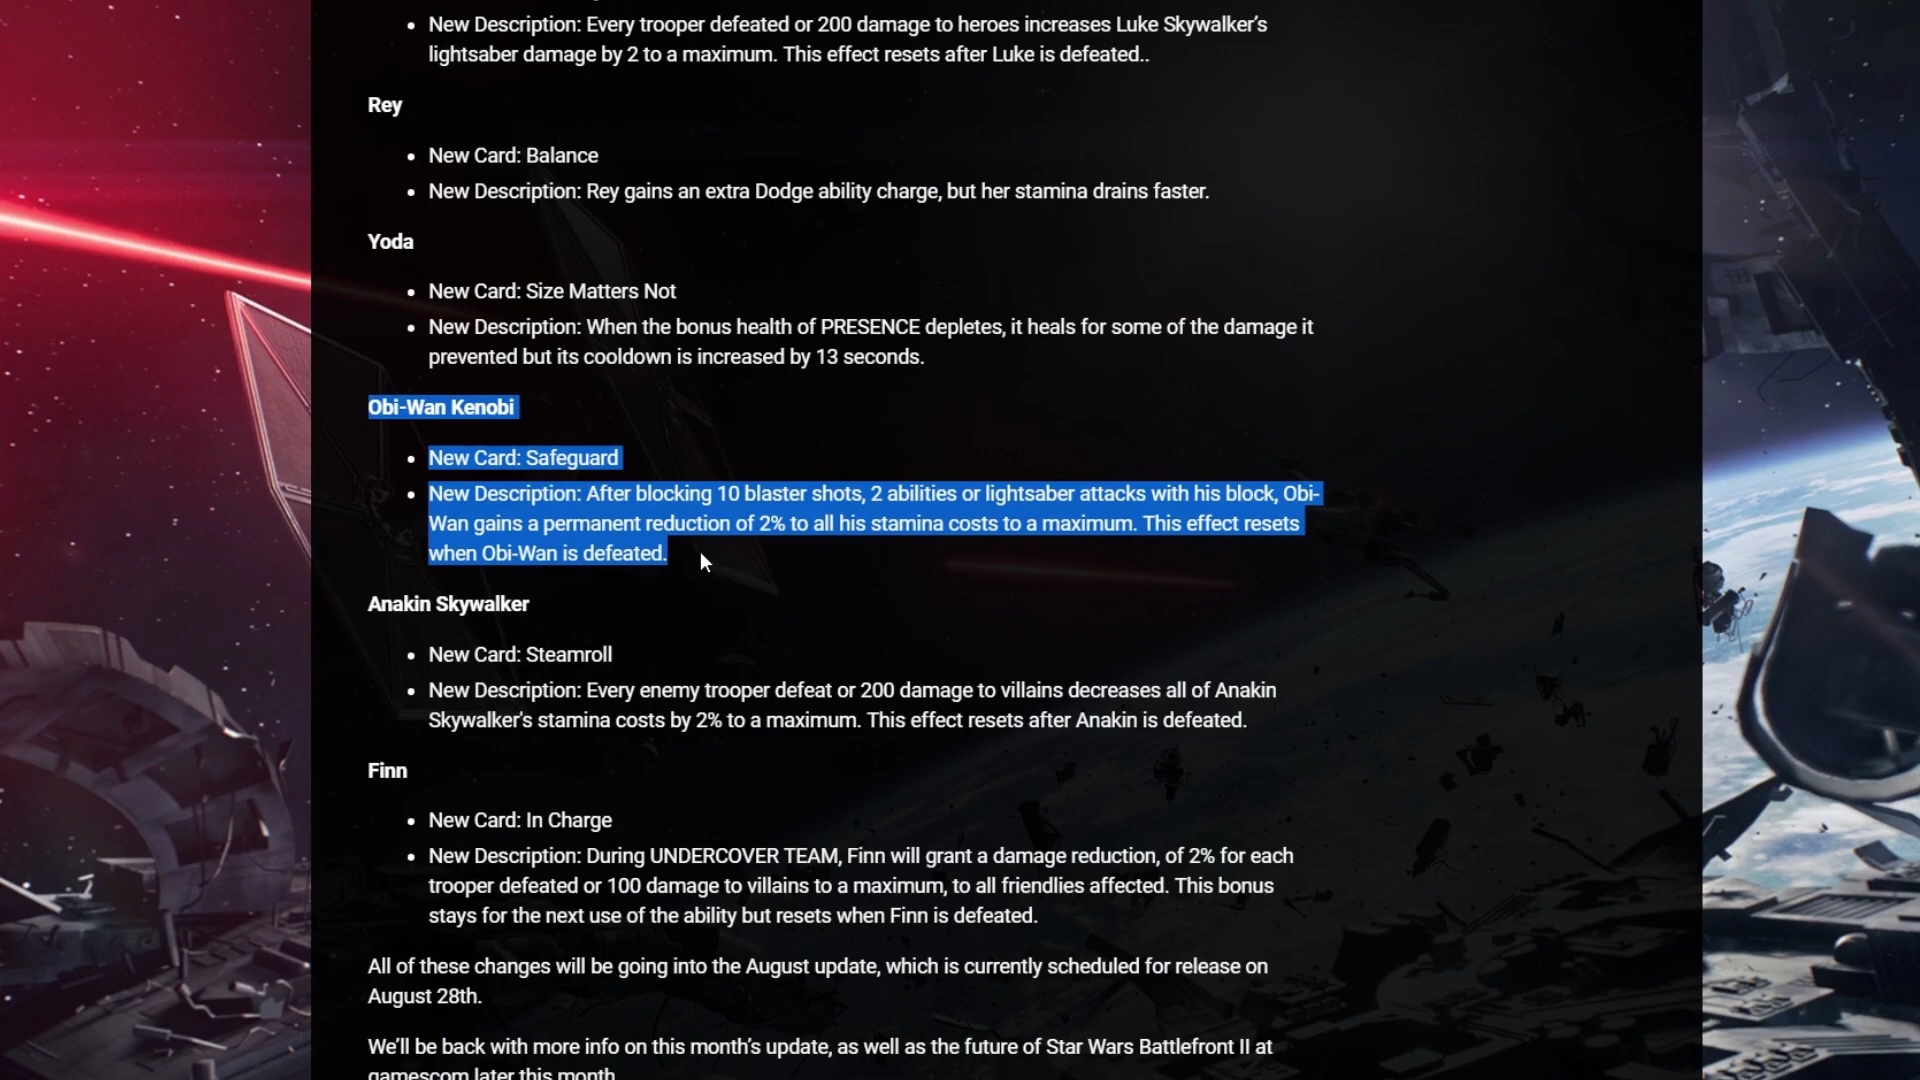 New Description: Every trooper defeated or 200 damage to heroes increases Luke Skywalker’s
lightsaber damage by 2 to a maximum. This effect resets after Luke is defeated..
Rey
New Card: Balance
New Description: Rey gains an extra Dodge ability charge, but her stamina drains faster.
Yoda
New Card: Size Matters Not
New Description: When the bonus health of PRESENCE depletes, it heals for some of the damage it
prevented but its cooldown is increased by 13 seconds.
Obi-Wan Kenobi
New Card: Safeguard
New Description: After blocking 10 blaster shots, 2 abilities or lightsaber attacks with his block, Obi-
Wan gains a permanent reduction of 2% to all his stamina costs to a maximum. This effect resets
when Obi-Wan is defeated.
Anakin Skywalker
New Card: Steamroll
New Description: Every enemy trooper defeat or 200 damage to villains decreases all of Anakin
Skywalker's stamina costs by 2% to a maximum. This effect resets after Anakin is defeated.
Finn
New Card: In Charge
New Description: During UNDERCOVER TEAM, Finn will grant a damage reduction, of 2% for each
trooper defeated or 100 damage to villains to a maximum, to all friendlies affected. This bonus
stays for the next use of the ability but resets when Finn is defeated.
All of these changes will be going into the August update, which is currently scheduled for release on
August 28th.
We’ll be back with more info on this month’s update, as well as the future of Star Wars Battlefront II at
gamescom later this month